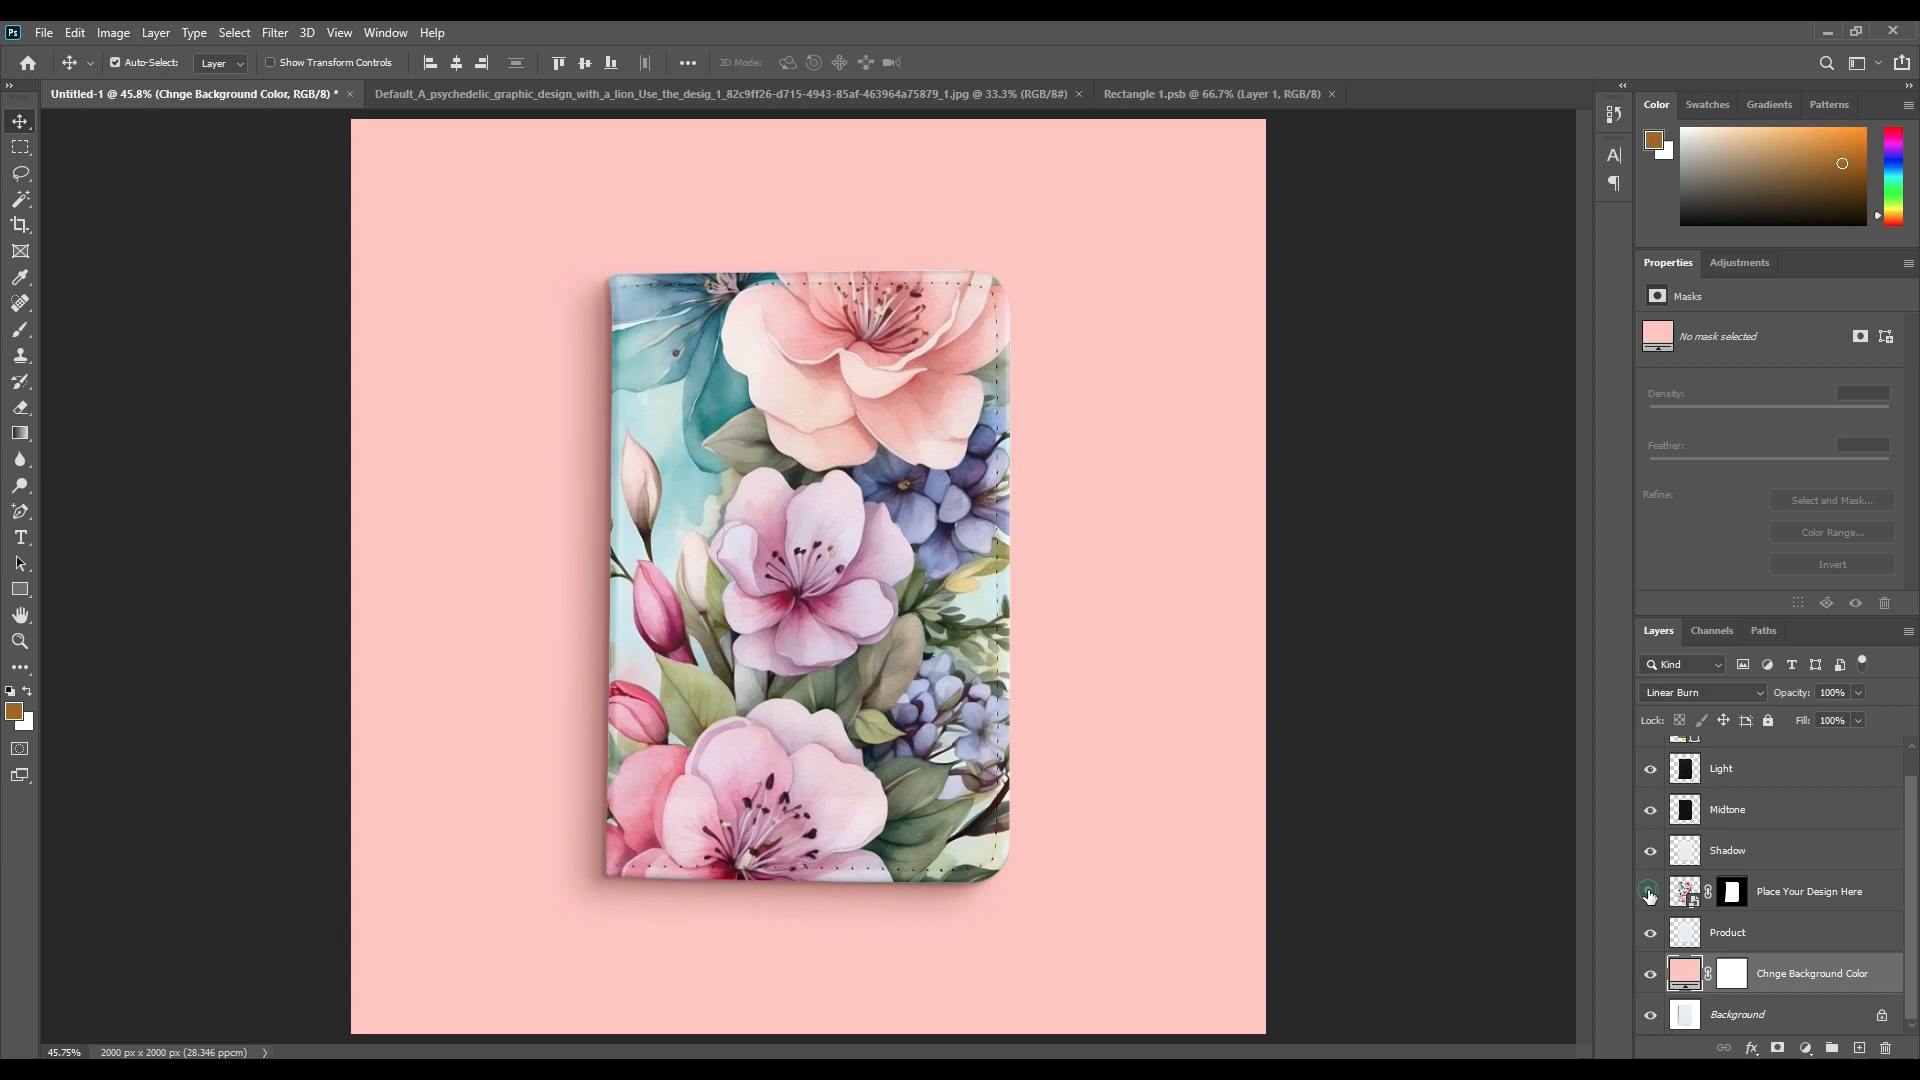 Ps File Edit Image Layer Type Select Filter 3D View Window Help
Auto-Select: Layer Show Transform Controls 3D Mode:
Untitled-1 @ 45.8% (Chnge Background Color, RGB/8) * Default_A_psychedelic_graphic_design_with_a_lion_Use_the_desig_1_82c9ff26-d715-4943-85af-463964a75879_1.jpg @ 33.3% (RGB/8#) Rectangle 1.psb @ 66.7% (Layer 1, RGB/8)
Color Swatches Gradients Patterns
Properties Adjustments
Masks
No mask selected
Density:
Feather:
Refine:
Select and Mask...
Color Range...
Invert
Layers Channels Paths
Kind
Linear Burn Opacity: 100%
Lock: Fill: 100%
Light
Midtone
Shadow
Place Your Design Here
Product
Chnge Background Color
Background
45.75% 2000 px x 2000 px (28.346 ppcm)